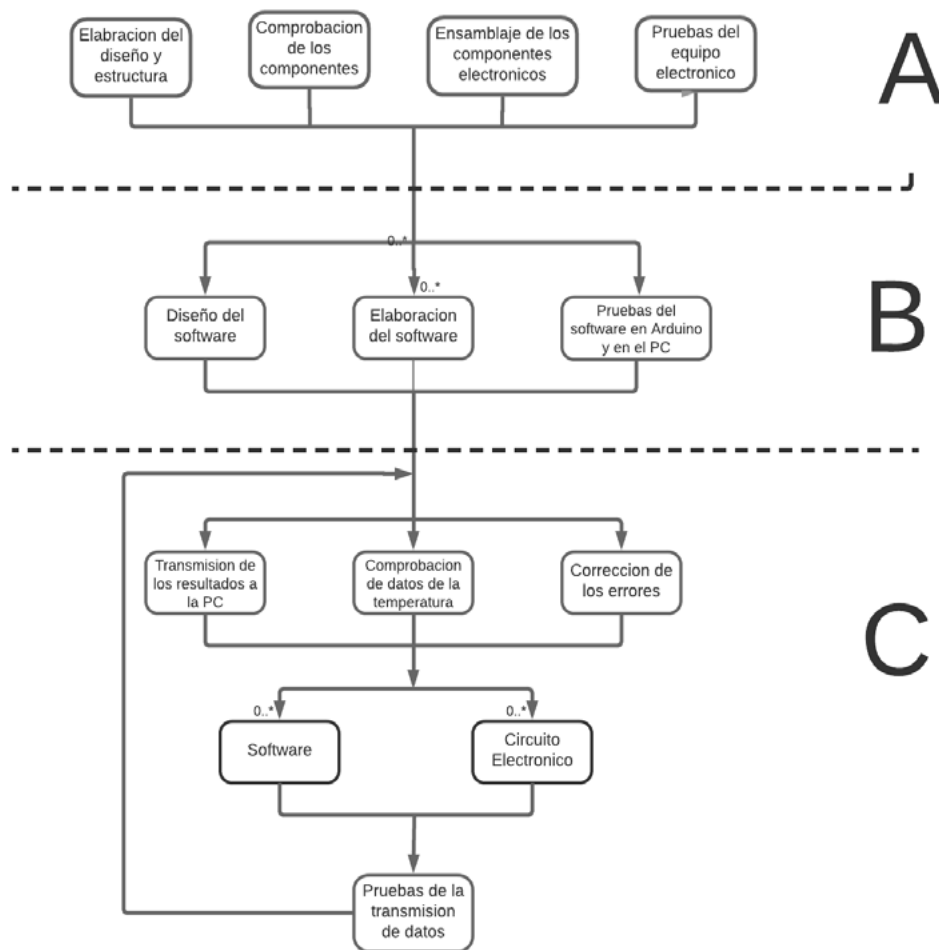 Elabracion del
diseño y
estructura
Comprobacion
de los
componentes
Ensamblaje de los
componentes
electronicos
Pruebas del
equipo
electronico
A
0..*
0..*
Diseño del
software
Elaboracion
del software
Pruebas del
software en Arduino
y en el PC
B
Transmision de
los resultados a
la PC
Comprobacion
de datos de la
temperatura
Correccion de
los errores
C
0..*
0..*
Software
Circuito
Electronico
Pruebas de la
transmision
de datos